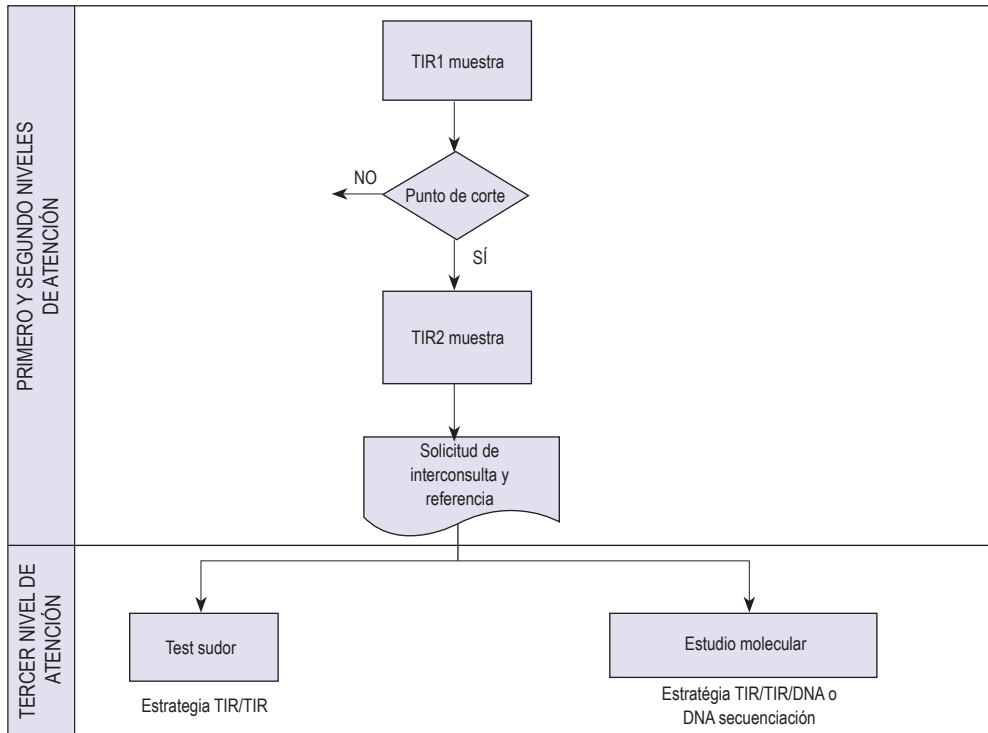 PRIMERO Y SEGUNDO NIVELES
DE ATENCIÓN
TIR1 muestra
Punto de corte
NO
SÍ
TIR2 muestra
Solicitud de
interconsulta y
referencia
TERCER NIVEL DE
ATENCIÓN
Test sudor
Estrategia TIR/TIR
Estudio molecular
Estratégia TIR/TIR/DNA o
DNA secuenciación